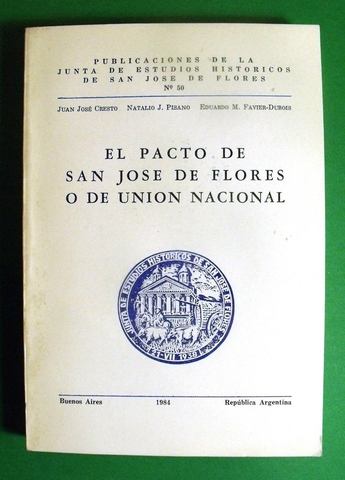 PUBLICACIONES DE LA
JUNTA DE ESTUDIOS HISTORICOS
DE SAN JOSE DE FLORES
Nº 50
JUAN JOSÉ CRESTO NATALIO J. PISANO EDUARDO M. FAVIER-DUBOIS
EL PACTO DE
SAN JOSE DE FLORES
O DE UNION NACIONAL
JUNTA DE ESTUDIOS HISTORICOS DE SAN JOSE DE FLORES
Buenos Aires 1984 República Argentina